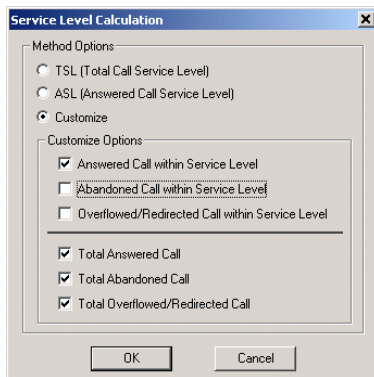 Service Level Calculation
Method Options
TSL (Total Call Service Level)
ASL (Answered Call Service Level)
Customize
Customize Options
Answered Call within Service Level
Abandoned Call within Service Level
Overflowed/Redirected Call within Service Level
Total Answered Call
Total Abandoned Call
Total Overflowed/Redirected Call
OK
Cancel